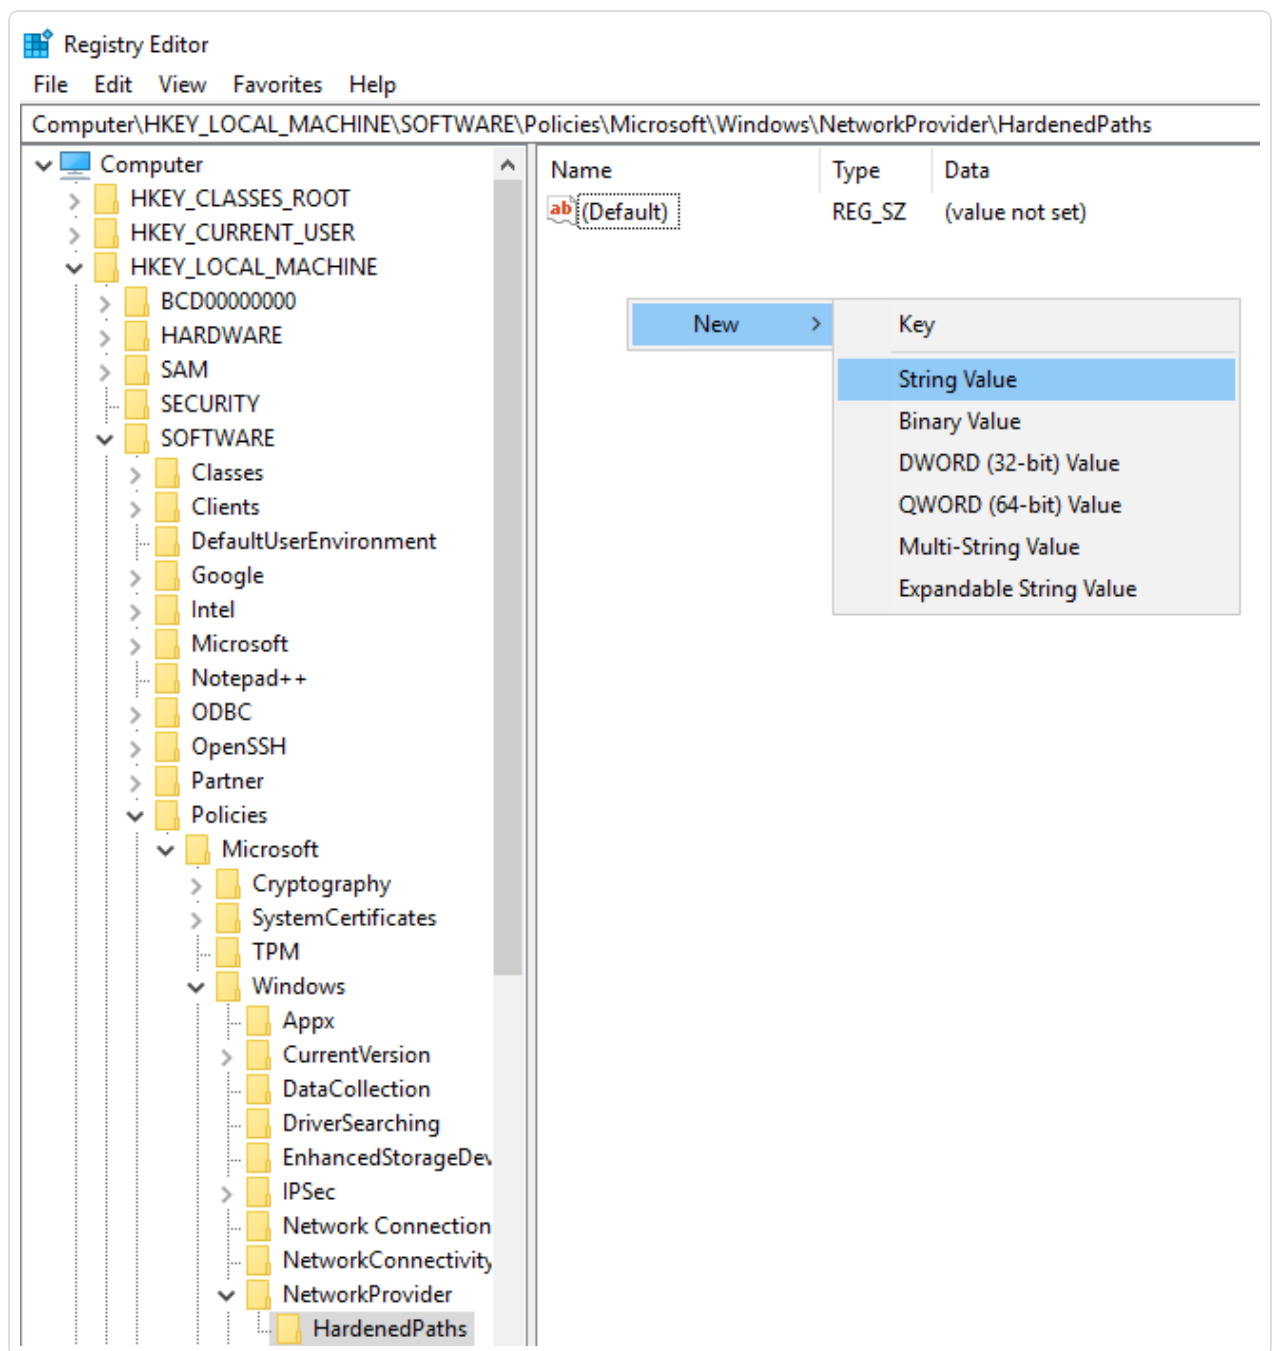 Registry Editor
File Edit View Favorites Help
Computer\HKEY_LOCAL_MACHINE\SOFTWARE\Policies\Microsoft\Windows\NetworkProvider\HardenedPaths
Computer
HKEY_CLASSES_ROOT
HKEY_CURRENT_USER
HKEY_LOCAL_MACHINE
BCD00000000
HARDWARE
SAM
SECURITY
SOFTWARE
Classes
Clients
DefaultUserEnvironment
Google
Intel
Microsoft
Notepad++
ODBC
OpenSSH
Partner
Policies
Microsoft
Cryptography
SystemCertificates
TPM
Windows
Appx
CurrentVersion
DataCollection
DriverSearching
EnhancedStorageDev
IPSec
Network Connection
NetworkConnectivity
NetworkProvider
HardenedPaths
Name Type Data
ab (Default) REG_SZ (value not set)
New
Key
String Value
Binary Value
DWORD (32-bit) Value
QWORD (64-bit) Value
Multi-String Value
Expandable String Value